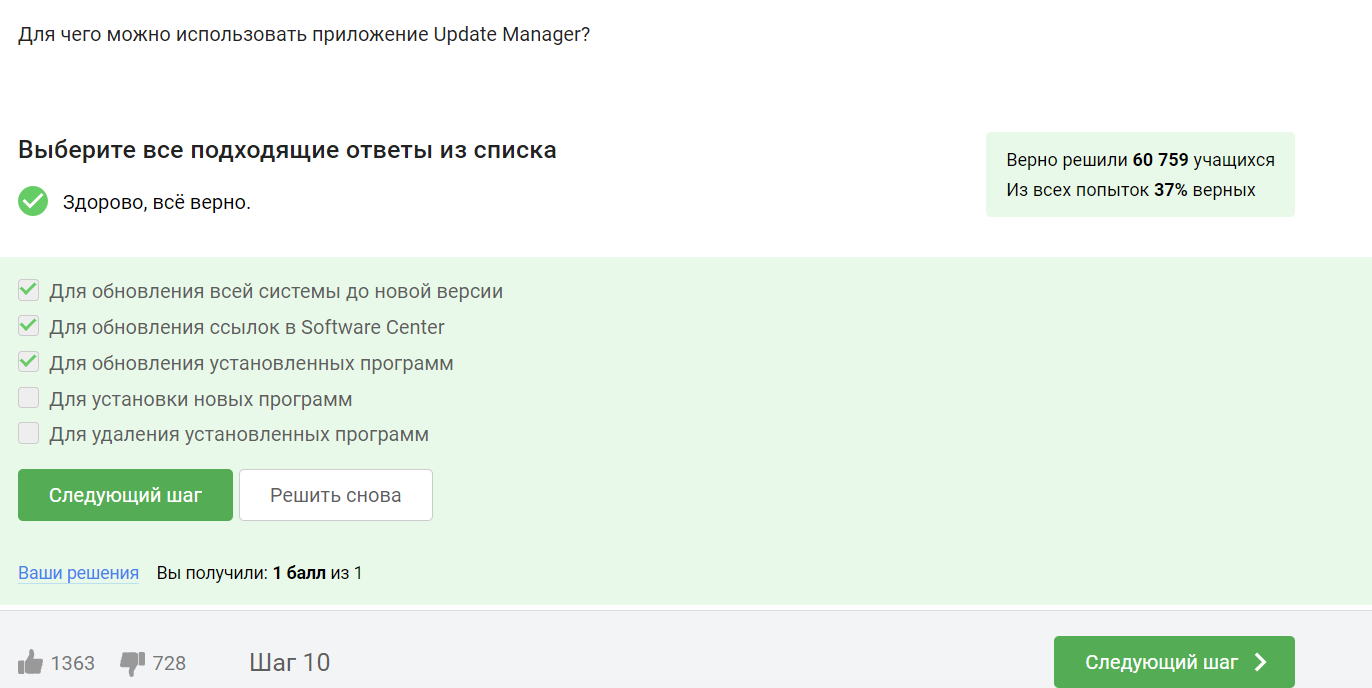 Для чего можно использовать приложение Update Manager?
Выберите все подходящие ответы из списка
Верно решили 60 759 учащихся
Из всех попыток 37% верных
Здорово, всё верно.
Для обновления всей системы до новой версии
Для обновления ссылок в Software Center
Для обновления установленных программ
Для установки новых программ
Для удаления установленных программ
Следующий шаг Решить снова
Ваши решения Вы получили: 1 балл из 1
1363 728 Шаг 10 Следующий шаг